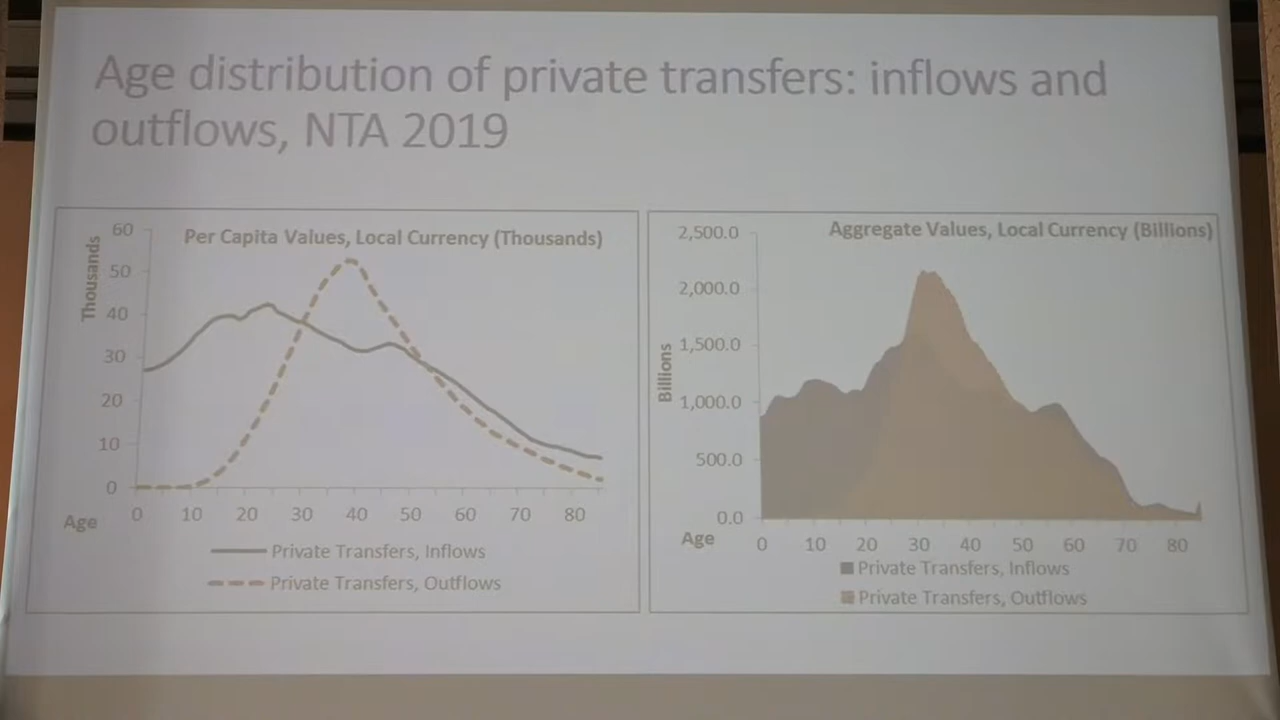 Age distribution of private transfers: inflows and
outflows, NTA 2019
Per Capita Values, Local Currency (Thousands)
Thousands
60
50
40
30
20
10
0
Age
0 10 20 30 40 50 60 70 80
Private Transfers, Inflows
Private Transfers, Outflows
Aggregate Values, Local Currency (Billions)
Billions
2,500.0
2,000.0
1,500.0
1,000.0
500.0
0.0
Age
0 10 20 30 40 50 60 70 80
Private Transfers, Inflows
Private Transfers, Outflows